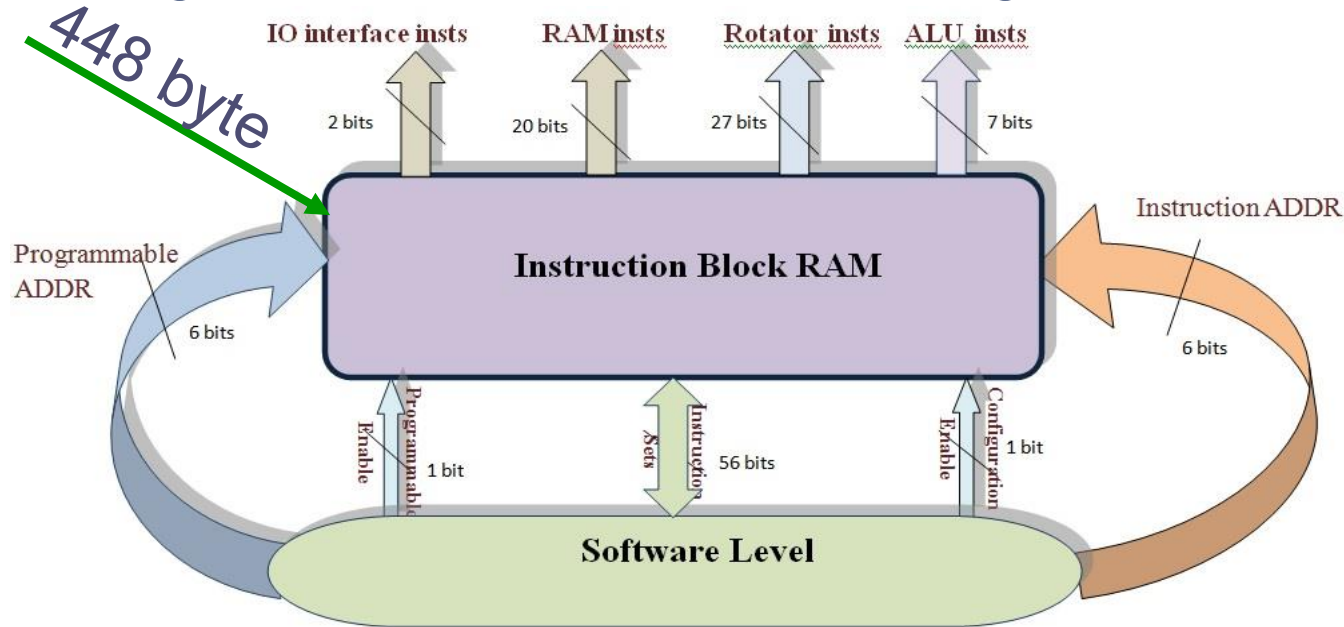 448 byte
IO interface insts
RAM insts
Rotator insts
ALU insts
2 bits
20 bits
27 bits
7 bits
Programmable
ADDR
Instruction ADDR
Instruction Block RAM
6 bits
6 bits
Programmable
Enable
1 bit
Instruction
Sets
56 bits
Configuration
Enable
1 bit
Software Level